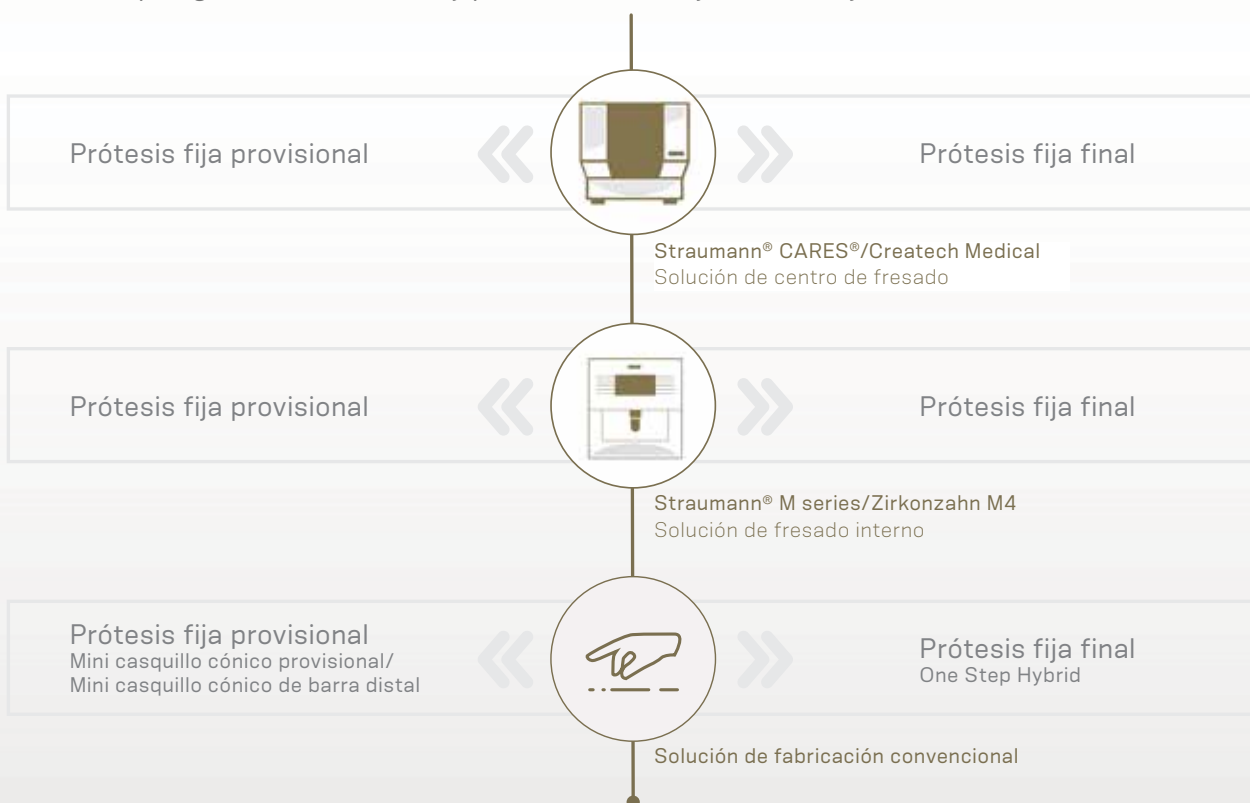 Prótesis fija provisional
Prótesis fija final
Straumann® CARES®/Createch Medical
Solución de centro de fresado
Prótesis fija provisional
Prótesis fija final
Straumann® M series/Zirkonzahn M4
Solución de fresado interno
Prótesis fija provisional
Mini casquillo cónico provisional/
Mini casquillo cónico de barra distal
Prótesis fija final
One Step Hybrid
Solución de fabricación convencional